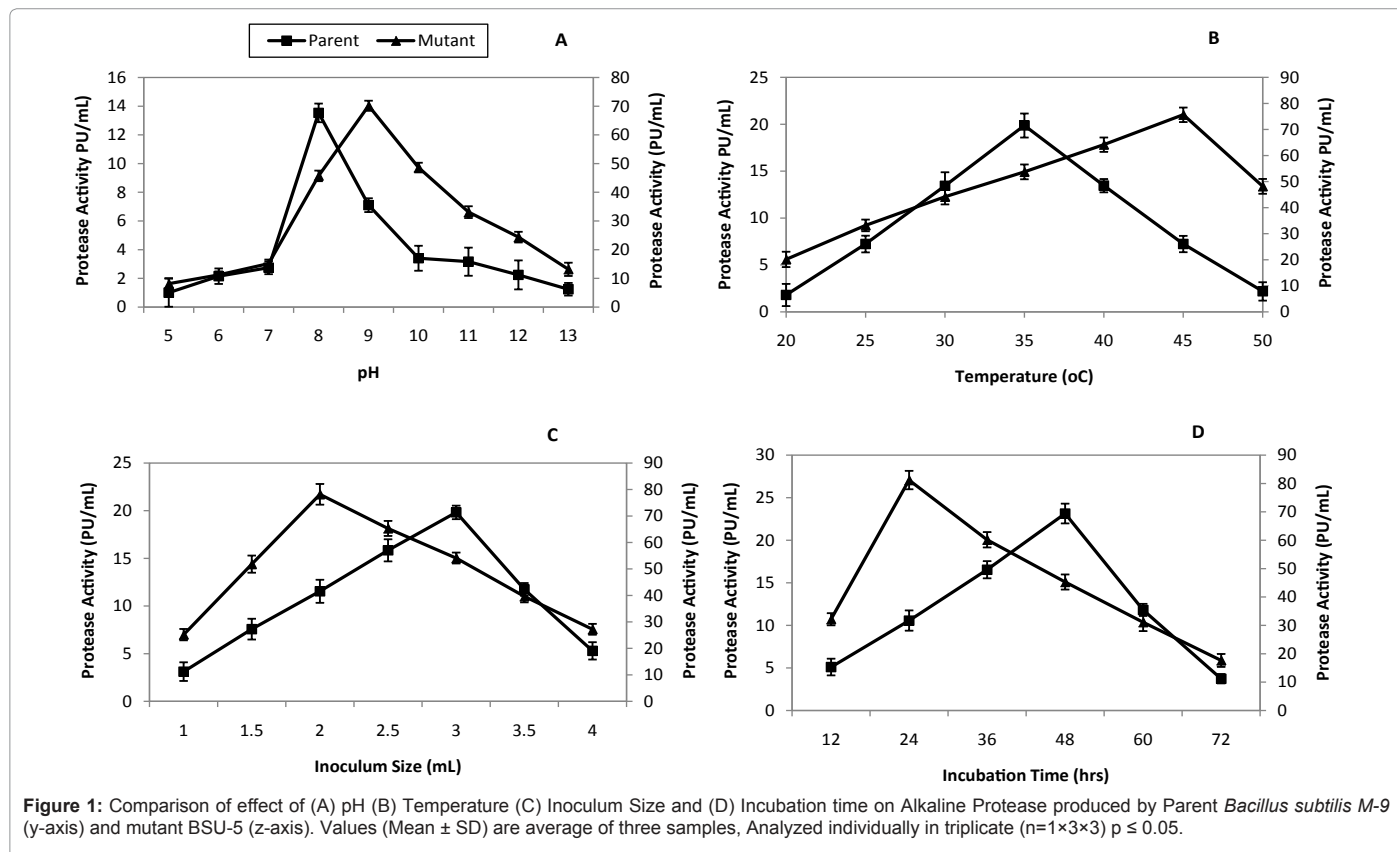 Parent Mutant
A
Protease Activity PU/mL
16
14
12
10
8
6
4
2
0
80
70
60
50
40
30
20
10
0
Protease Activity (PU/mL)
5 6 7 8 9 10 11 12 13
pH
B
Protease Activity PU/mL)
25
20
15
10
5
0
90
80
70
60
50
40
30
20
10
0
Protease Activity PU/mL)
20 25 30 35 40 45 50
Temperature (oC)
C
Protease Activity (PU/mL)
25
20
15
10
5
0
90
80
70
60
50
40
30
20
10
0
Protease Activity (PU/mL)
1 1.5 2 2.5 3 3.5 4
Inoculum Size (mL)
D
Protease Activity (PU/mL)
30
25
20
15
10
5
0
90
80
70
60
50
40
30
20
10
0
Protease Activity (PU/mL)
12 24 36 48 60 72
Incubation Time (hrs)
Figure 1: Comparison of effect of (A) pH (B) Temperature (C) Inoculum Size and (D) Incubation time on Alkaline Protease produced by Parent Bacillus subtilis M-9
(y-axis) and mutant BSU-5 (z-axis). Values (Mean ± SD) are average of three samples, Analyzed individually in triplicate (n=1×3×3) p ≤ 0.05.